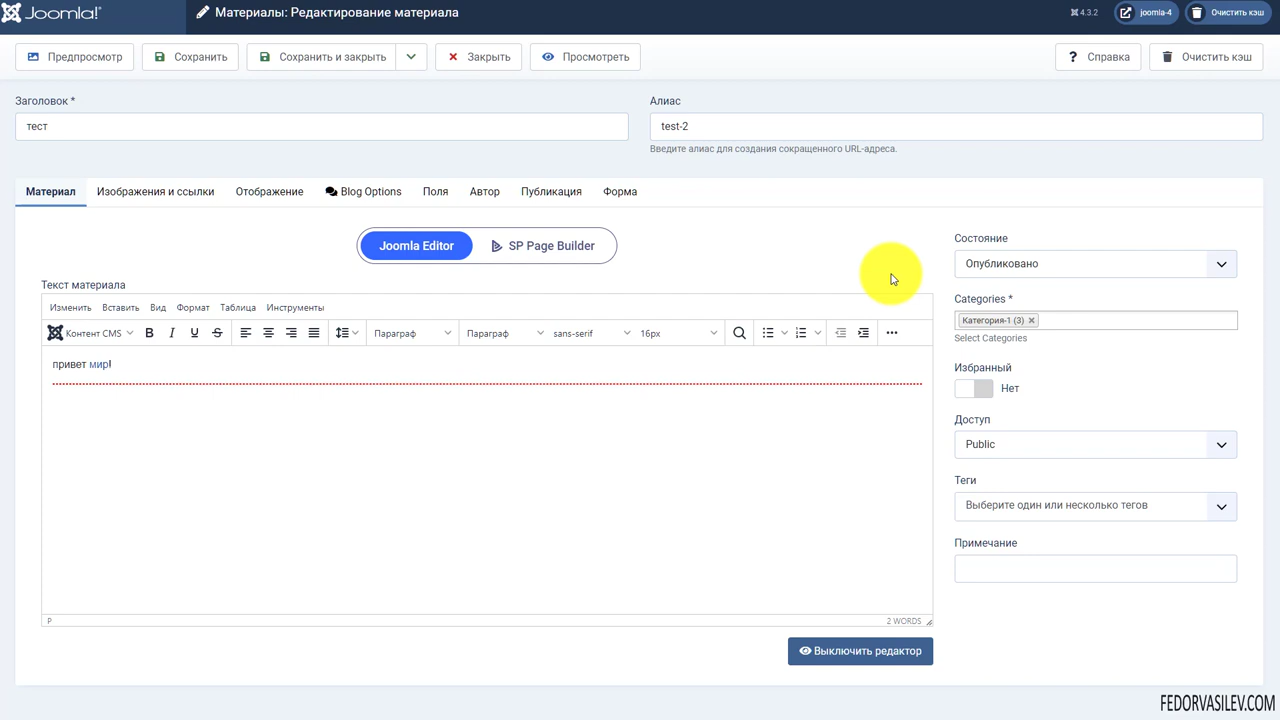 Joomla!
Материалы: Редактирование материала
4.3.2
joomla-4
Очистить кэш
Предпросмотр
Сохранить
Сохранить и закрыть
Закрыть
Просмотреть
? Справка
Очистить кэш
Заголовок *
Алиас
тест
test-2
Введите алиас для создания сокращенного URL-адреса.
Материал
Изображения и ссылки
Отображение
Blog Options
Поля
Автор
Публикация
Форма
Joomla Editor
SP Page Builder
Текст материала
Изменить
Вставить
Вид
Формат
Таблица
Инструменты
Контент CMS
B
I
U
S
Параграф
Параграф
sans-serif
16px
привет мир!
P
2 WORDS
Выключить редактор
Состояние
Опубликовано
Categories *
Категория-1 (3)
Select Categories
Избранный
Нет
Доступ
Public
Теги
Выберите один или несколько тегов
Примечание
FEDORVASILEV.COM